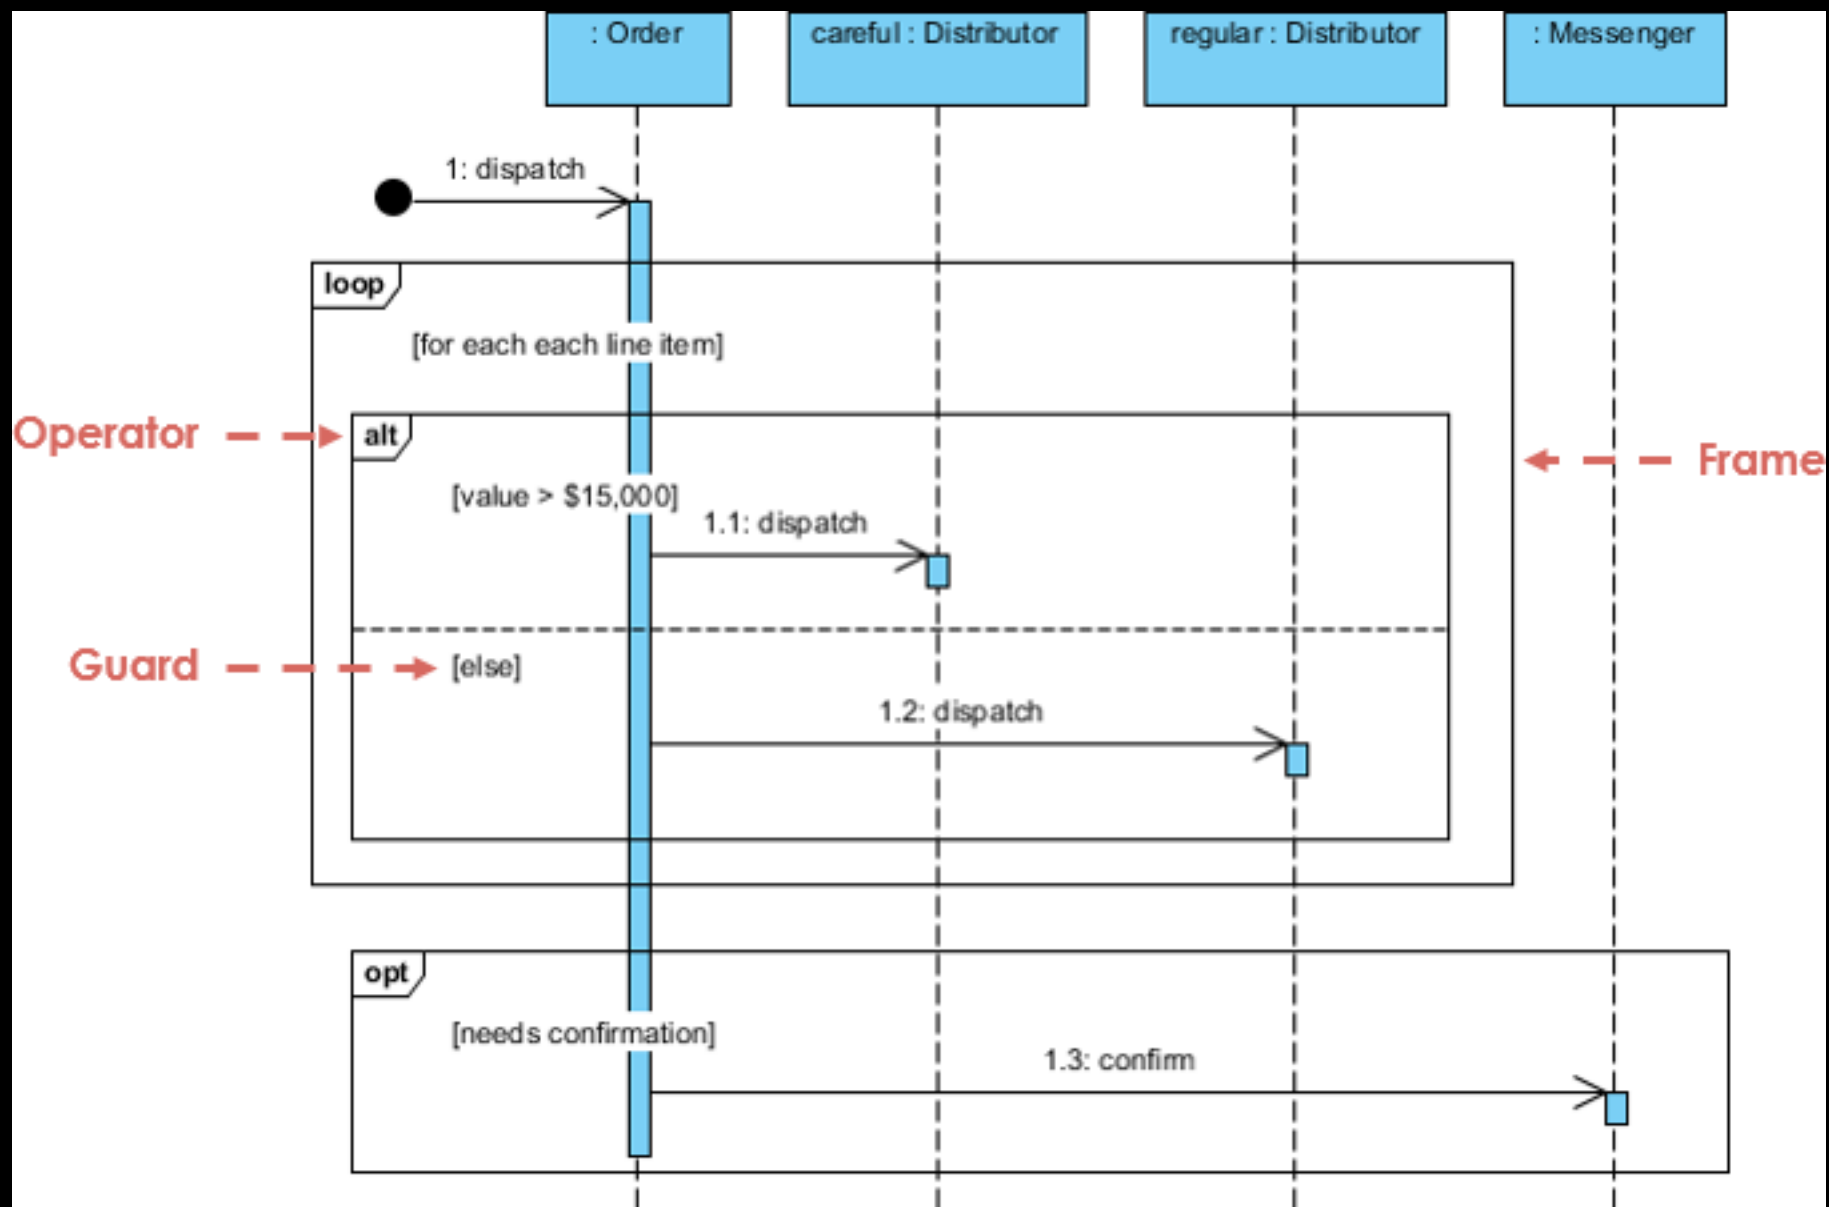 : Order
careful : Distributor
regular : Distributor
: Messenger
1: dispatch
loop
[for each each line item]
Operator
alt
Frame
[value > $15,000]
1.1: dispatch
Guard
[else]
1.2: dispatch
opt
[needs confirmation]
1.3: confirm